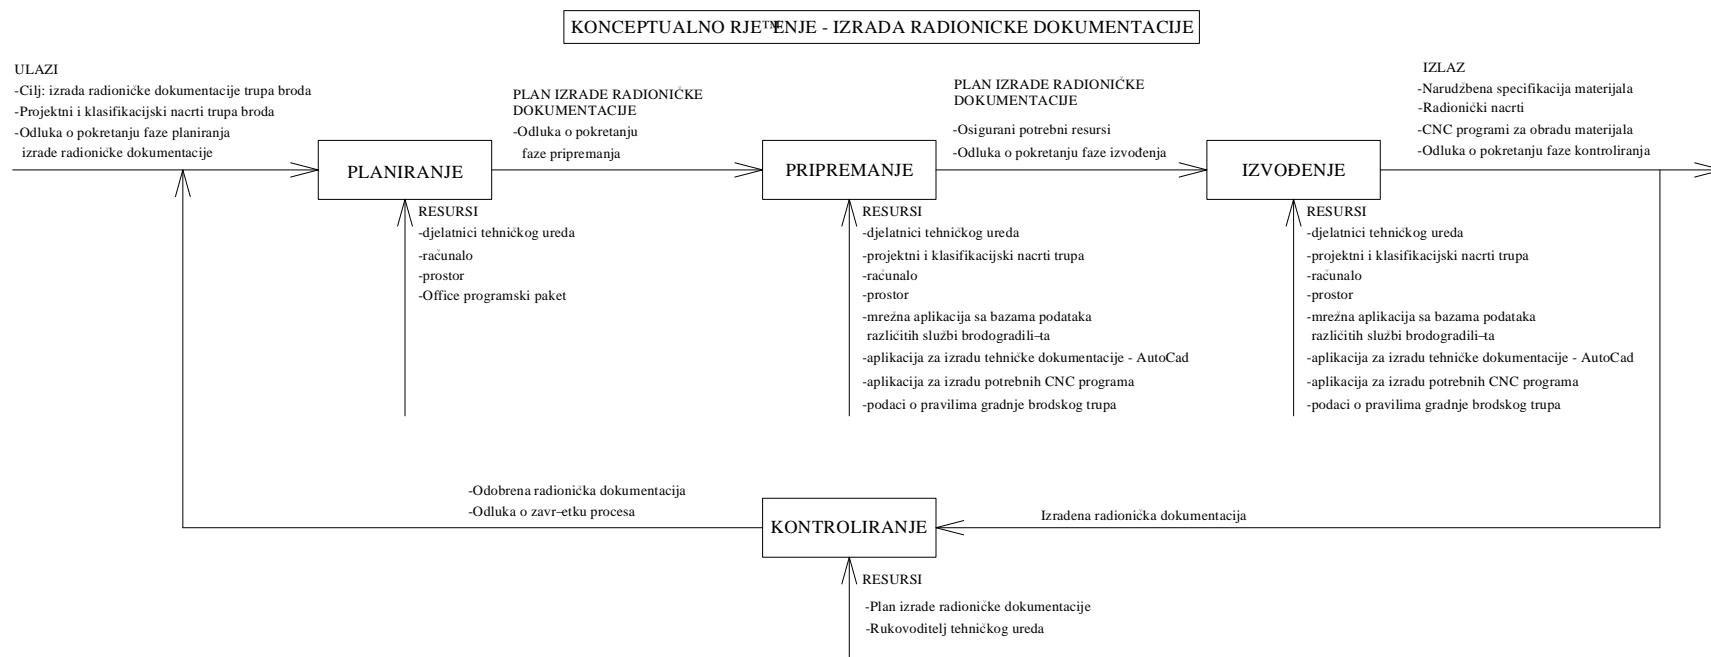 KONCEPTUALNO RJE™ENJE - IZRADA RADIONICKE DOKUMENTACIJE
ULAZI
-Cilj: izrada radioničke dokumentacije trupa broda
-Projektni i klasifikacijski nacrti trupa broda
-Odluka o pokretanju faze planiranja
izrade radioničke dokumentacije
PLANIRANJE
RESURSI
-djelatnici tehničkog ureda
-računalo
-prostor
-Office programski paket
PLAN IZRADE RADIONIČKE
DOKUMENTACIJE
-Odluka o pokretanju
faze pripremanja
PRIPREMANJE
RESURSI
-djelatnici tehničkog ureda
-projektni i klasifikacijski nacrti trupa
-računalo
-prostor
-mrežna aplikacija sa bazama podataka
različitih službi brodogradili–ta
-aplikacija za izradu tehničke dokumentacije - AutoCad
-aplikacija za izradu potrebnih CNC programa
-podaci o pravilima gradnje brodskog trupa
PLAN IZRADE RADIONIČKE
DOKUMENTACIJE
-Osigurani potrebni resursi
-Odluka o pokretanju faze izvođenja
IZVOĐENJE
RESURSI
-djelatnici tehničkog ureda
-projektni i klasifikacijski nacrti trupa
-računalo
-prostor
-mrežna aplikacija sa bazama podataka
različitih službi brodogradili–ta
-aplikacija za izradu tehničke dokumentacije - AutoCad
-aplikacija za izradu potrebnih CNC programa
-podaci o pravilima gradnje brodskog trupa
IZLAZ
-Narudžbena specifikacija materijala
-Radionički nacrti
-CNC programi za obradu materijala
-Odluka o pokretanju faze kontroliranja
-Odobrena radionička dokumentacija
-Odluka o zavr–etku procesa
KONTROLIRANJE
Izradena radionička dokumentacija
RESURSI
-Plan izrade radioničke dokumentacije
-Rukovoditelj tehničkog ureda